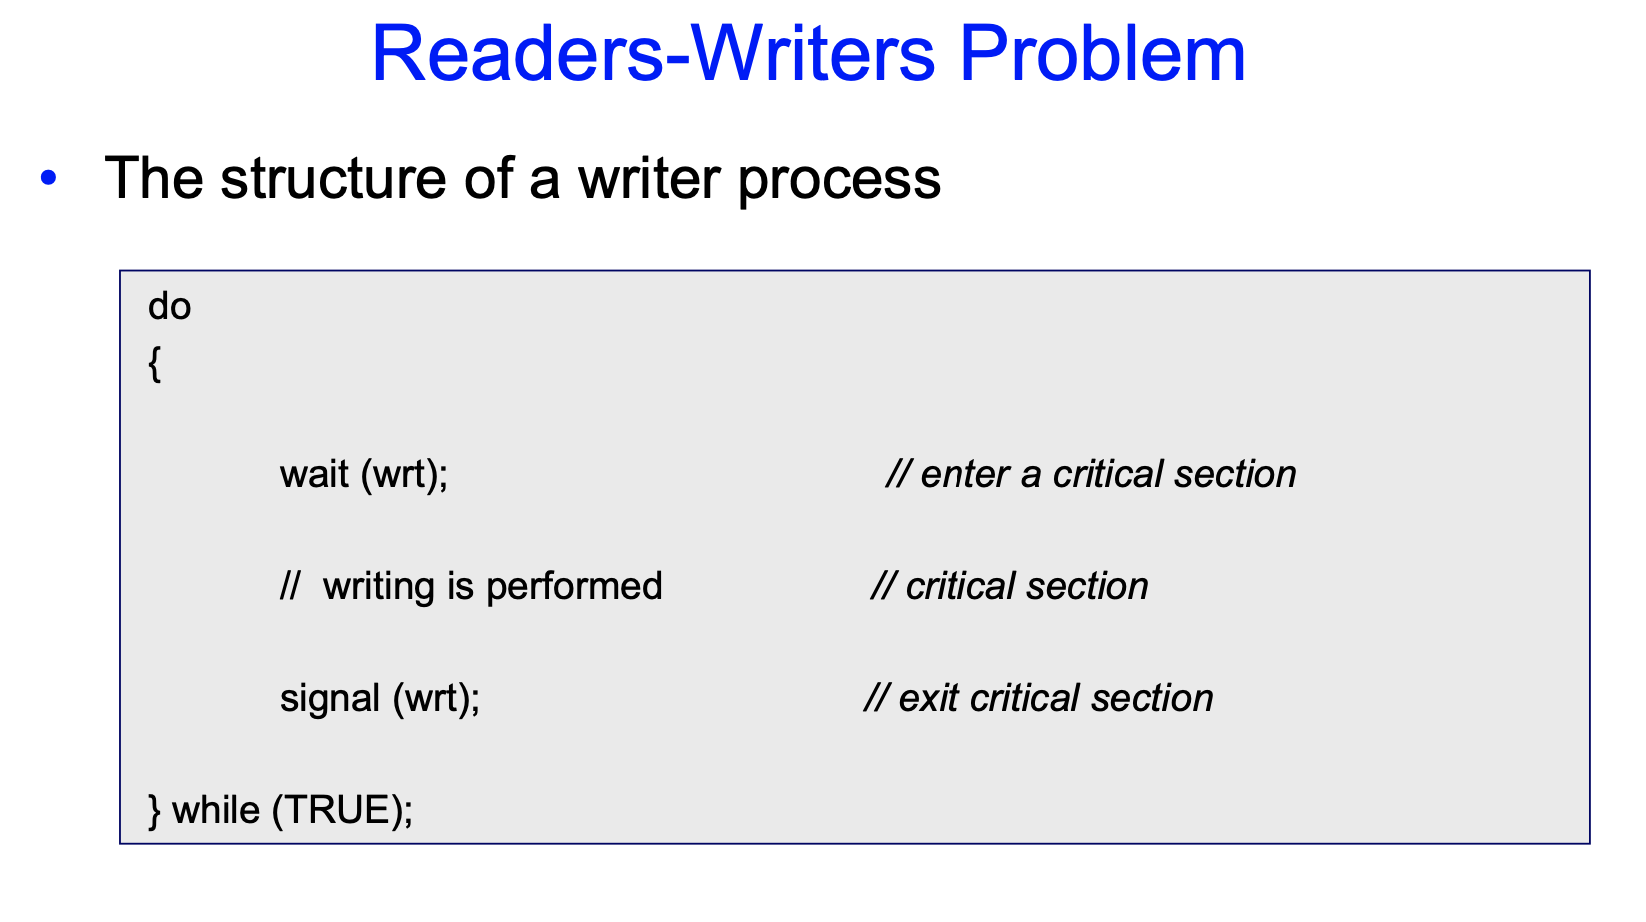 Readers-Writers Problem
• The structure of a writer process
do
{
wait (wrt); // enter a critical section
// writing is performed // critical section
signal (wrt); // exit critical section
} while (TRUE);